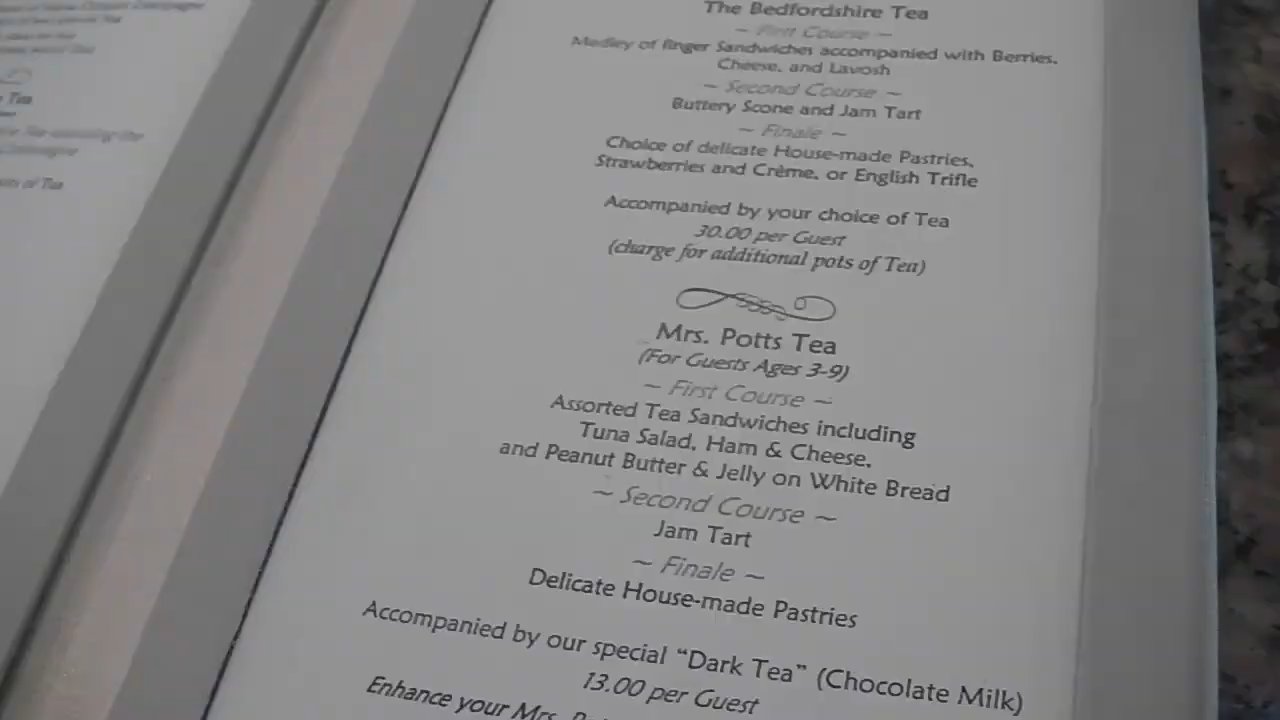 Tea
The Bedfordshire Tea
~ First Course ~
Medley of finger Sandwiches accompanied with Berries,
Cheese, and Lavosh
~ Second Course ~
Buttery Scone and Jam Tart
~ Finale ~
Choice of delicate House-made Pastries,
Strawberries and Crème, or English Trifle
Accompanied by your choice of Tea
30.00 per Guest
(charge for additional pots of Tea)
Mrs. Potts Tea
(For Guests Ages 3-9)
~ First Course ~
Assorted Tea Sandwiches including
Tuna Salad, Ham & Cheese,
and Peanut Butter & Jelly on White Bread
~ Second Course ~
Jam Tart
~ Finale ~
Delicate House-made Pastries
Accompanied by our special “Dark Tea” (Chocolate Milk)
13.00 per Guest
Enhance your Mrs.